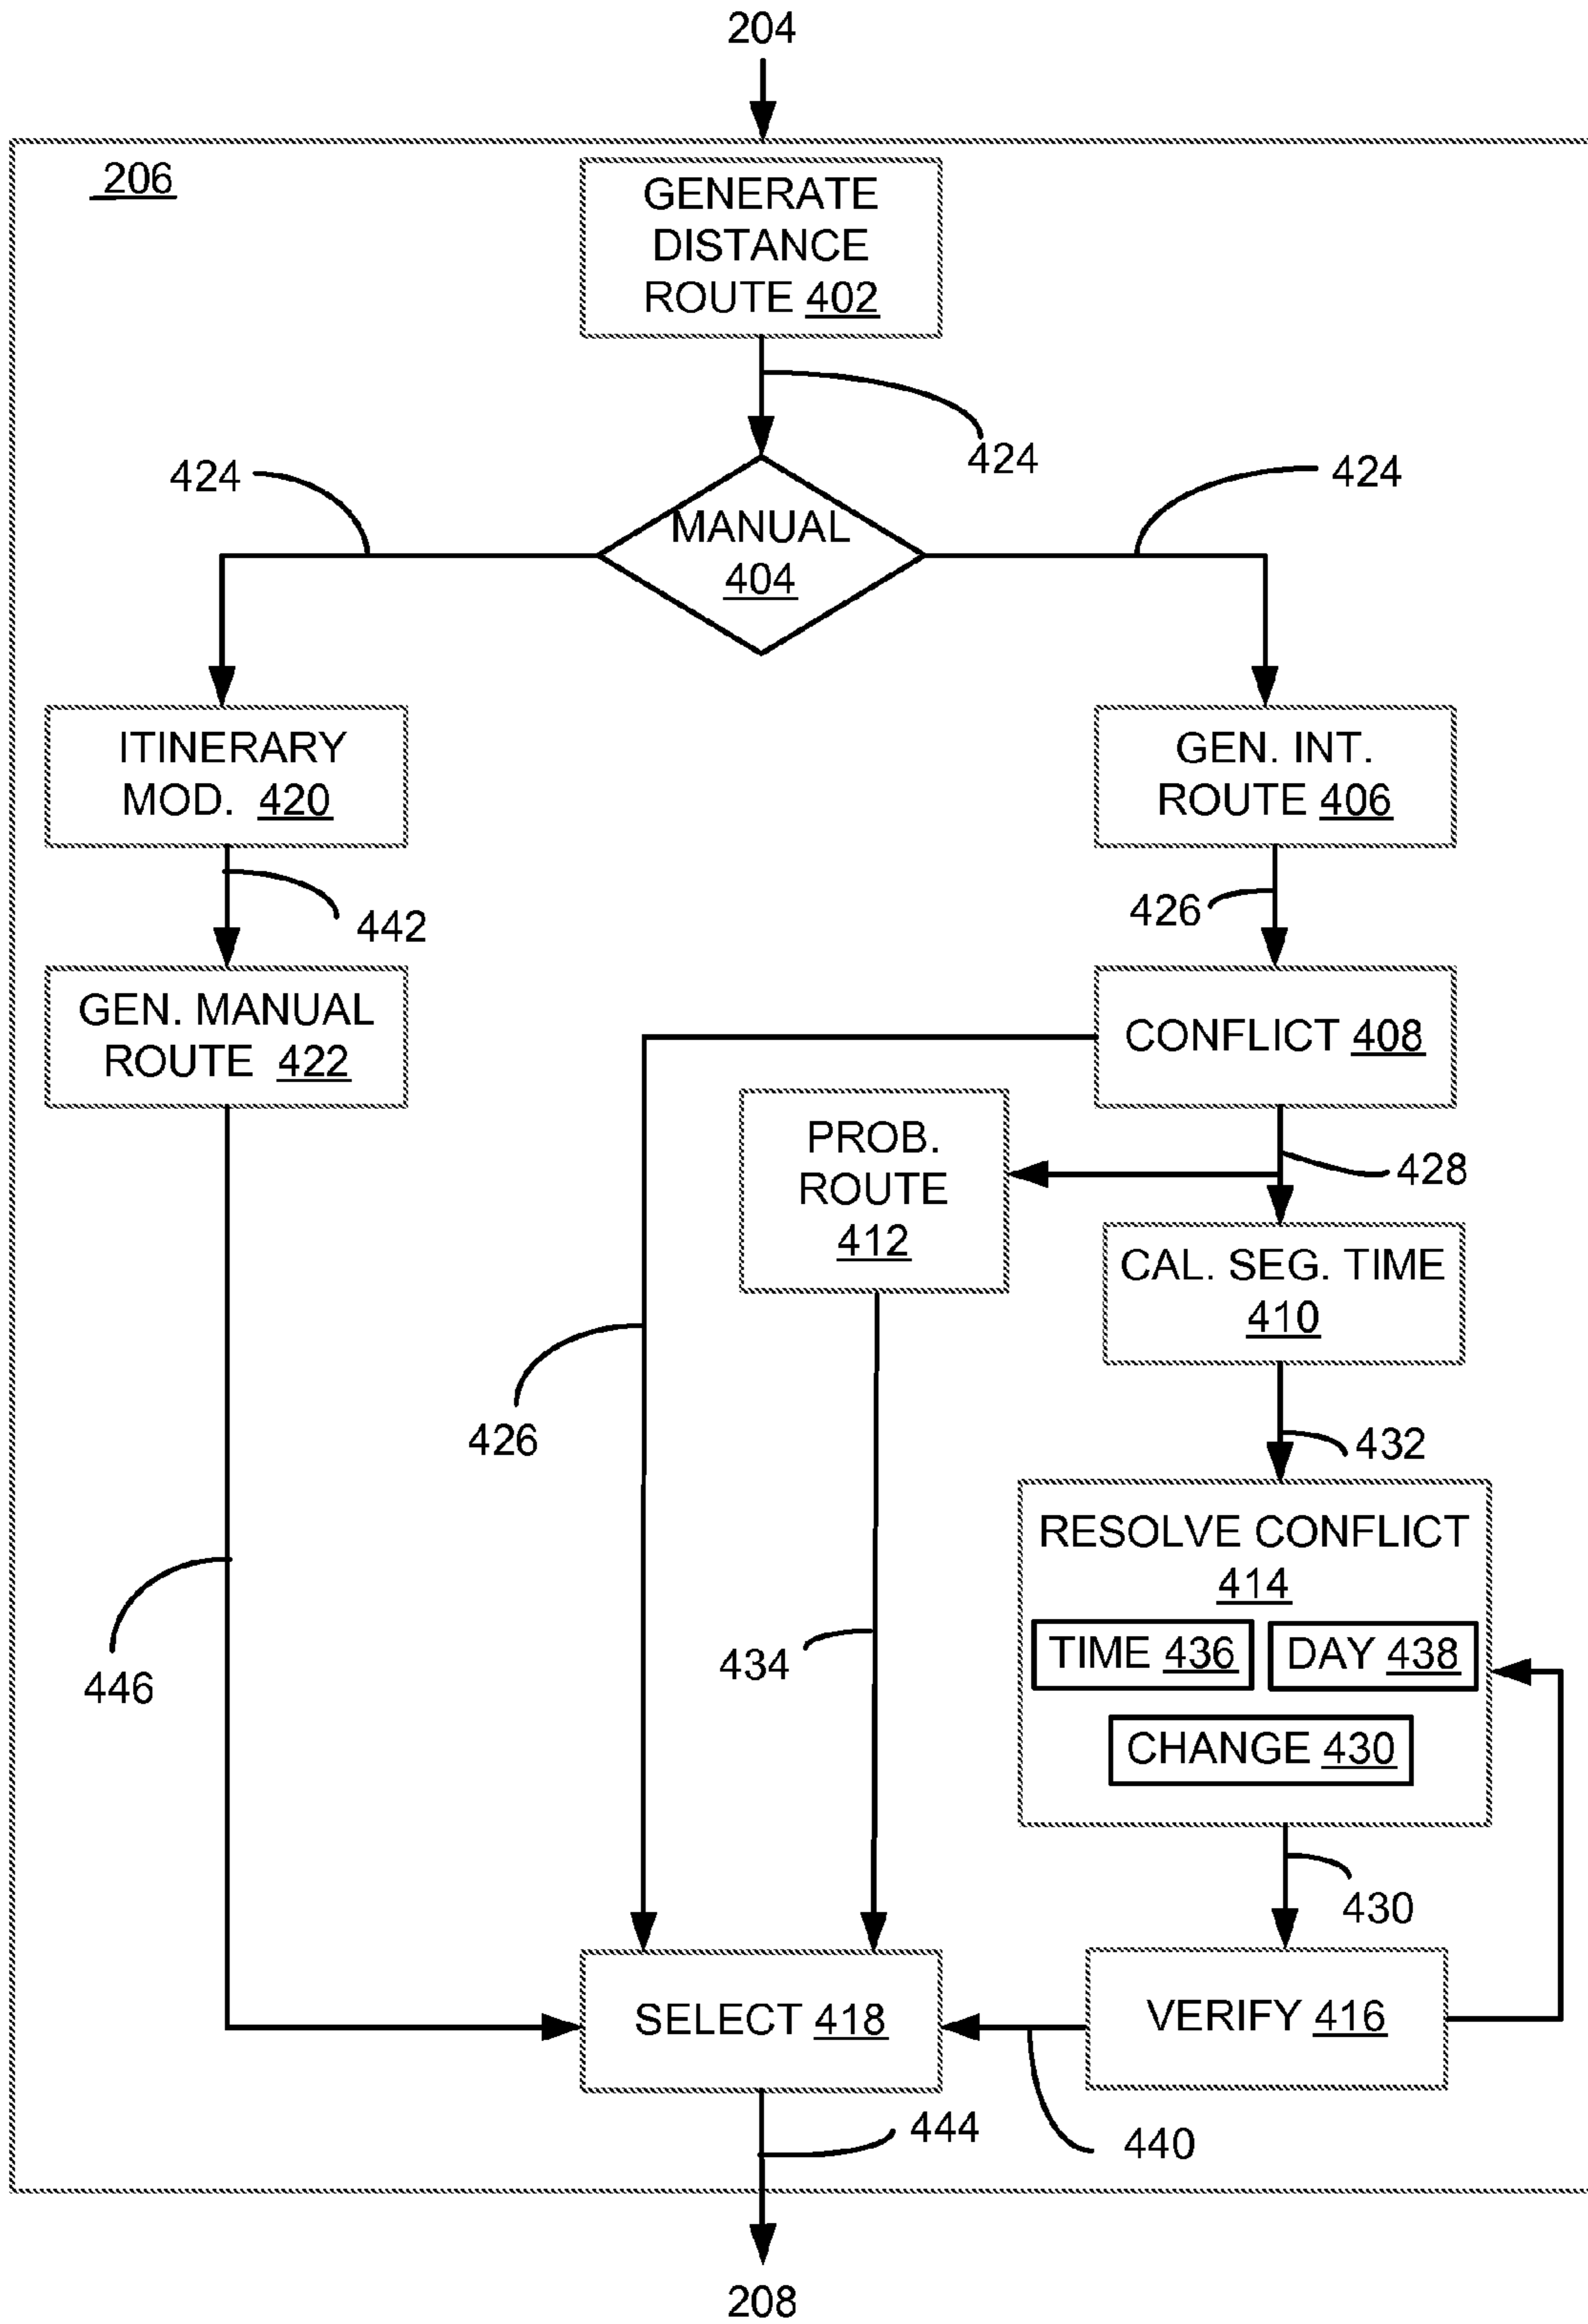 204
206
GENERATE
DISTANCE
ROUTE 402
424
424
424
MANUAL
404
ITINERARY
MOD. 420
GEN. INT.
ROUTE 406
442
426
GEN. MANUAL
ROUTE 422
CONFLICT 408
PROB.
ROUTE
412
428
CAL. SEG. TIME
410
426
432
RESOLVE CONFLICT
414
TIME 436
DAY 438
CHANGE 430
446
434
430
SELECT 418
VERIFY 416
444
440
208